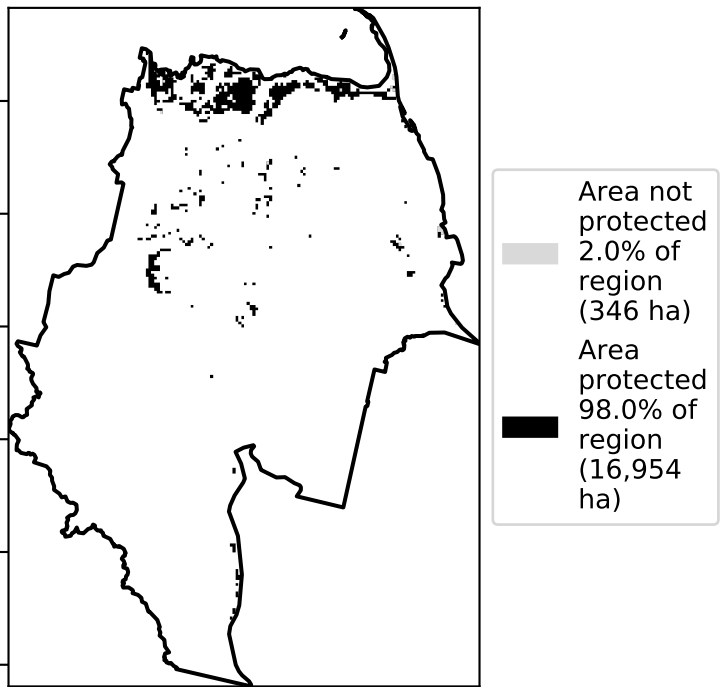 Area not
protected
2.0% of
region
(346 ha)
Area
protected
98.0% of
region
(16,954
ha)